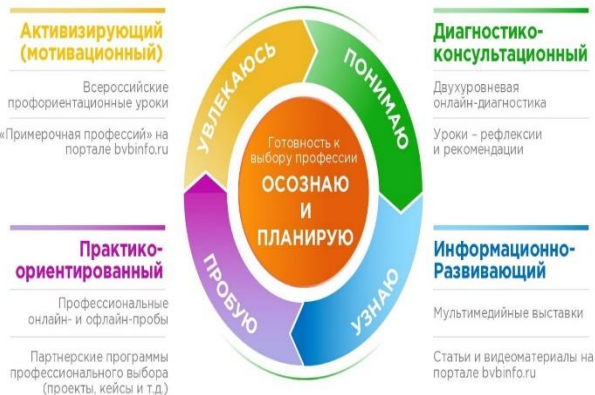 Активизирующий
(мотивационный)
Всероссийские
профориентационные уроки
«Примерочная профессий» на
портале bvbinfo.ru
УВЛЕКАЮСЬ
ПОНИМАЮ
Диагностико-
консультационный
Двухуровневая
онлайн-диагностика
Уроки – рефлексии
и рекомендации
Готовность к
выбору профессии
ОСОЗНАЮ
И
ПЛАНИРУЮ
Практико-
ориентированный
Профессиональные
онлайн- и офлайн-пробы
Партнерские программы
профессионального выбора
(проекты, кейсы и т.д.)
ПРОБУЮ
УЗНАЮ
Информационно-
Развивающий
Мультимедийные выставки
Статьи и видеоматериалы на
портале bvbinfo.ru